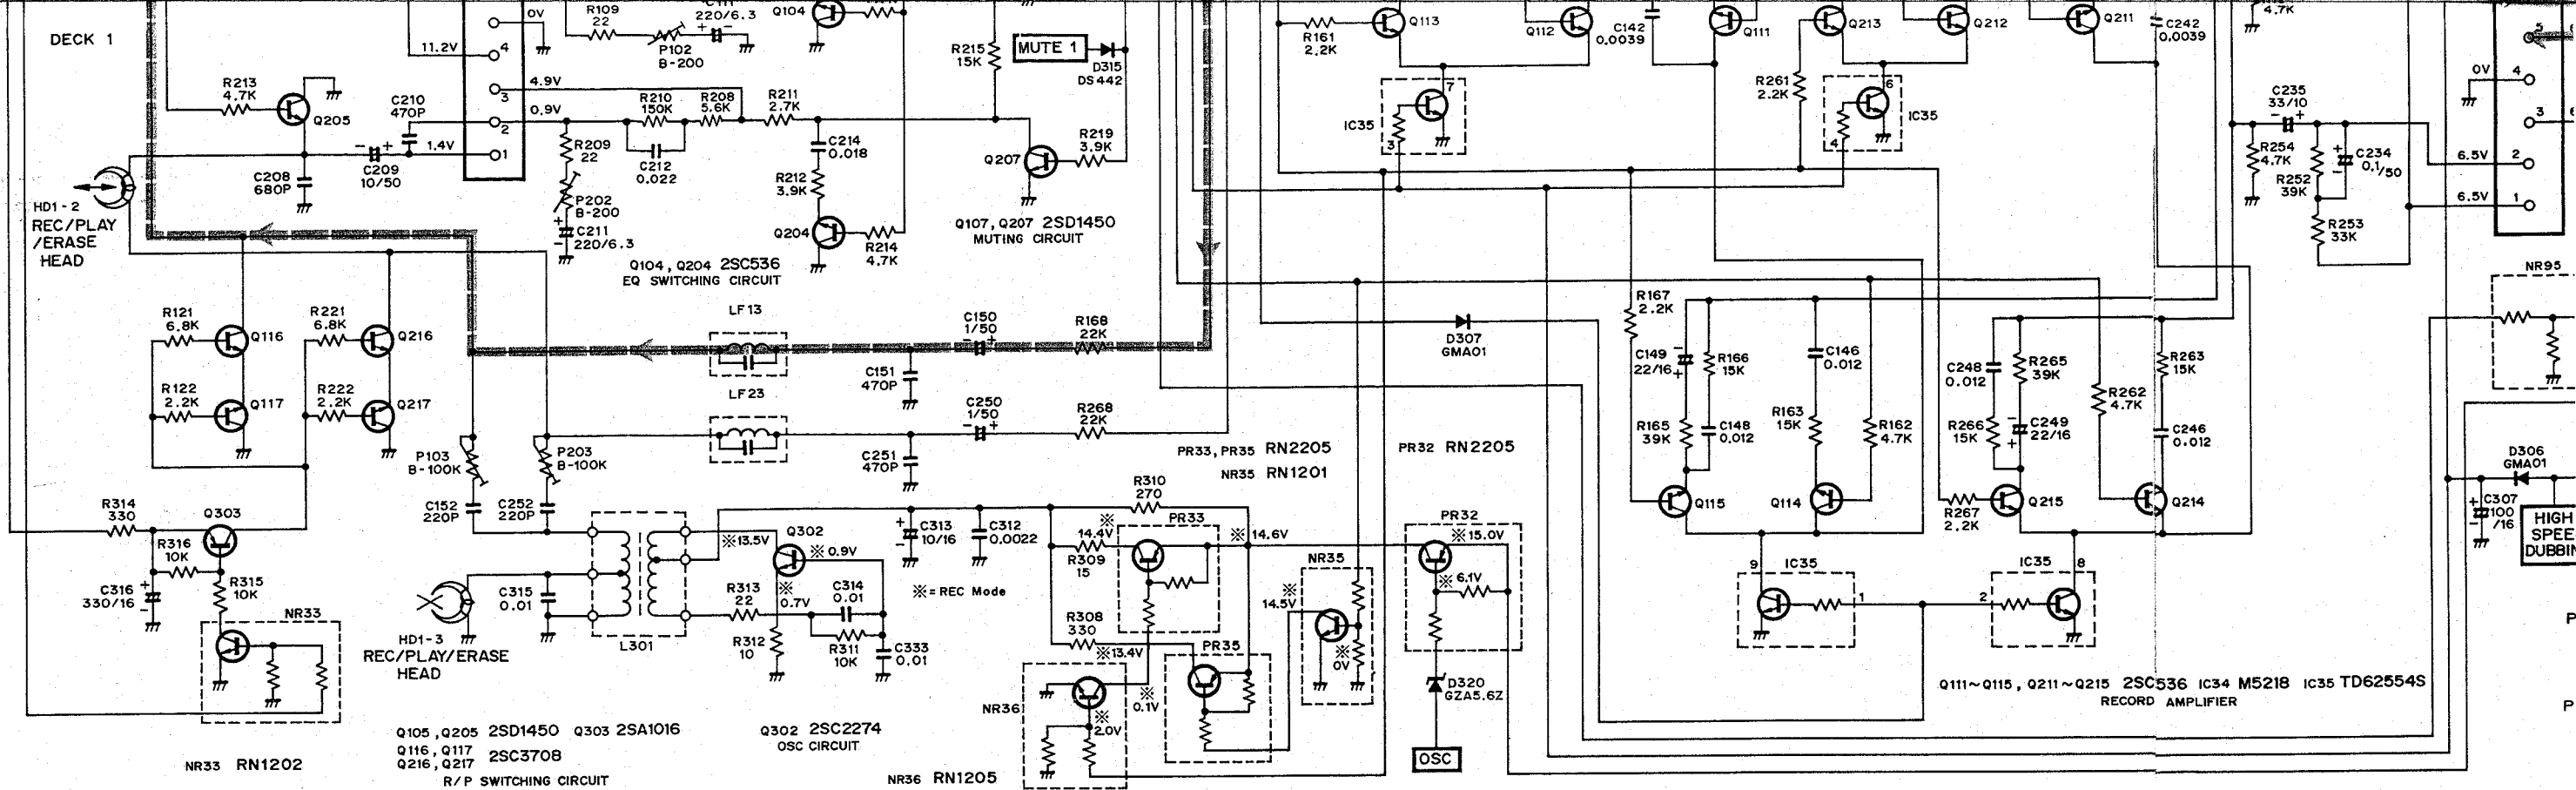 DECK 1
0V
4
11.2V
4.9V
3
0.9V
2
1.4V
1
R109
22
P102
B-200
220/6.3
Q104
R213
4.7K
Q205
C210
470P
C209
10/50
C208
680P
HD1-2
REC/PLAY
/ERASE
HEAD
R209
22
P202
B-200
C211
220/6.3
R210
150K
R208
5.6K
R211
2.7K
C212
0.022
C214
0.018
R212
3.9K
Q204
R214
4.7K
Q104, Q204 2SC536
EQ SWITCHING CIRCUIT
R215
15K
MUTE 1
D315
DS442
Q207
R219
3.9K
Q107, Q207 2SD1450
MUTING CIRCUIT
R161
2.2K
Q113
Q112
C142
0.0039
Q111
Q213
Q212
Q211
C242
0.0039
4.7K
IC35
7
3
R261
2.2K
6
IC35
4
C235
33/10
R254
4.7K
R252
39K
C234
0.1/50
R253
33K
5
0V
4
3
6.5V
2
6.5V
1
NR95
R121
6.8K
Q116
R122
2.2K
Q117
R221
6.8K
Q216
R222
2.2K
Q217
LF13
C150
1/50
R168
22K
C151
470P
LF23
C250
1/50
R268
22K
C251
470P
P103
B-100K
P203
B-100K
C152
220P
C252
220P
R314
330
Q303
R316
10K
R315
10K
C316
330/16
NR33
NR33 RN1202
HD1-3
REC/PLAY/ERASE
HEAD
C315
0.01
L301
※13.5V
Q302
※0.9V
R313
22
※
0.7V
R312
10
C314
0.01
R311
10K
C333
0.01
C313
10/16
C312
0.0022
※=REC Mode
R310
270
※
14.4V
R309
15
PR33
※14.6V
R308
330
※13.4V
PR35
NR36
※
2.0V
※
0.1V
NR35
※
14.5V
※
0V
PR33, PR35 RN2205
NR35 RN1201
PR32 RN2205
PR32
※15.0V
※6.1V
D320
GZA5.6Z
OSC
D307
GMA01
R167
2.2K
C149
22/16
R166
15K
R165
39K
C148
0.012
C146
0.012
R163
15K
R162
4.7K
Q115
Q114
C248
0.012
R265
39K
R266
15K
C249
22/16
R262
4.7K
R263
15K
C246
0.012
R267
2.2K
Q215
Q214
9
IC35
1
2
IC35
8
D306
GMA01
C307
100
/16
HIGH
SPEE
DUBBIN
P
P
Q111~Q115, Q211~Q215 2SC536 IC34 M5218 IC35 TD62554S
RECORD AMPLIFIER
Q105, Q205 2SD1450 Q303 2SA1016
Q116, Q117
Q216, Q217 2SC3708
R/P SWITCHING CIRCUIT
Q302 2SC2274
OSC CIRCUIT
NR36 RN1205